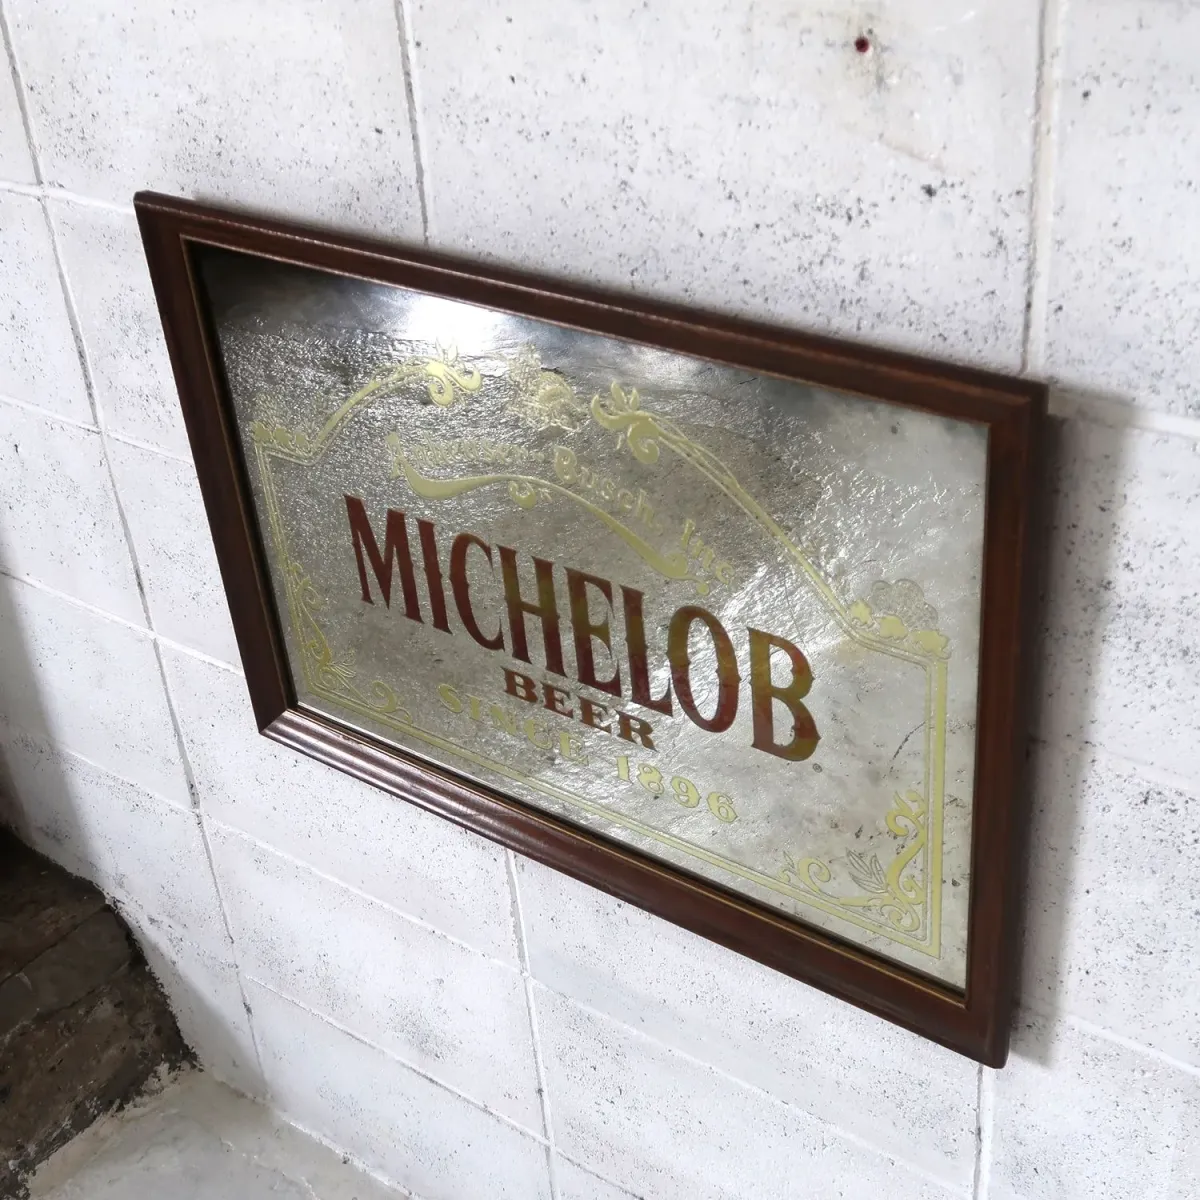 Anheuser-Busch, Inc.
MICHELOB
BEER
SINCE 1896